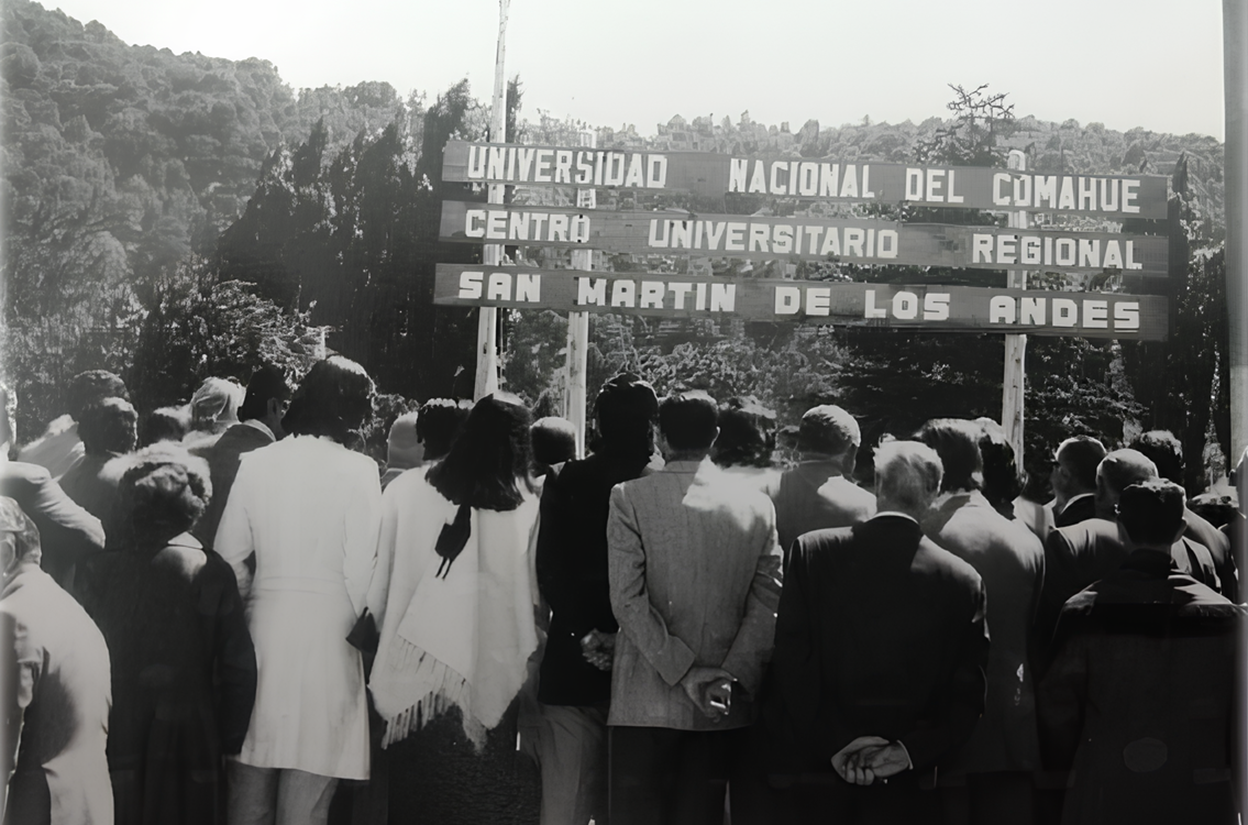 UNIVERSIDAD NACIONAL DEL COMAHUE
CENTRO UNIVERSITARIO REGIONAL
SAN MARTIN DE LOS ANDES